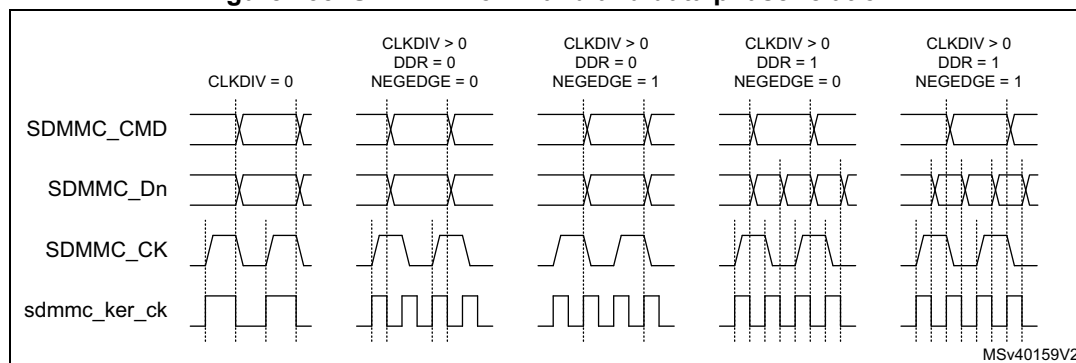 CLKDIV = 0
CLKDIV > 0
DDR = 0
NEGEDGE = 0
CLKDIV > 0
DDR = 0
NEGEDGE = 1
CLKDIV > 0
DDR = 1
NEGEDGE = 0
CLKDIV > 0
DDR = 1
NEGEDGE = 1
SDMMC_CMD
SDMMC_Dn
SDMMC_CK
sdmmc_ker_ck
MSv40159V2